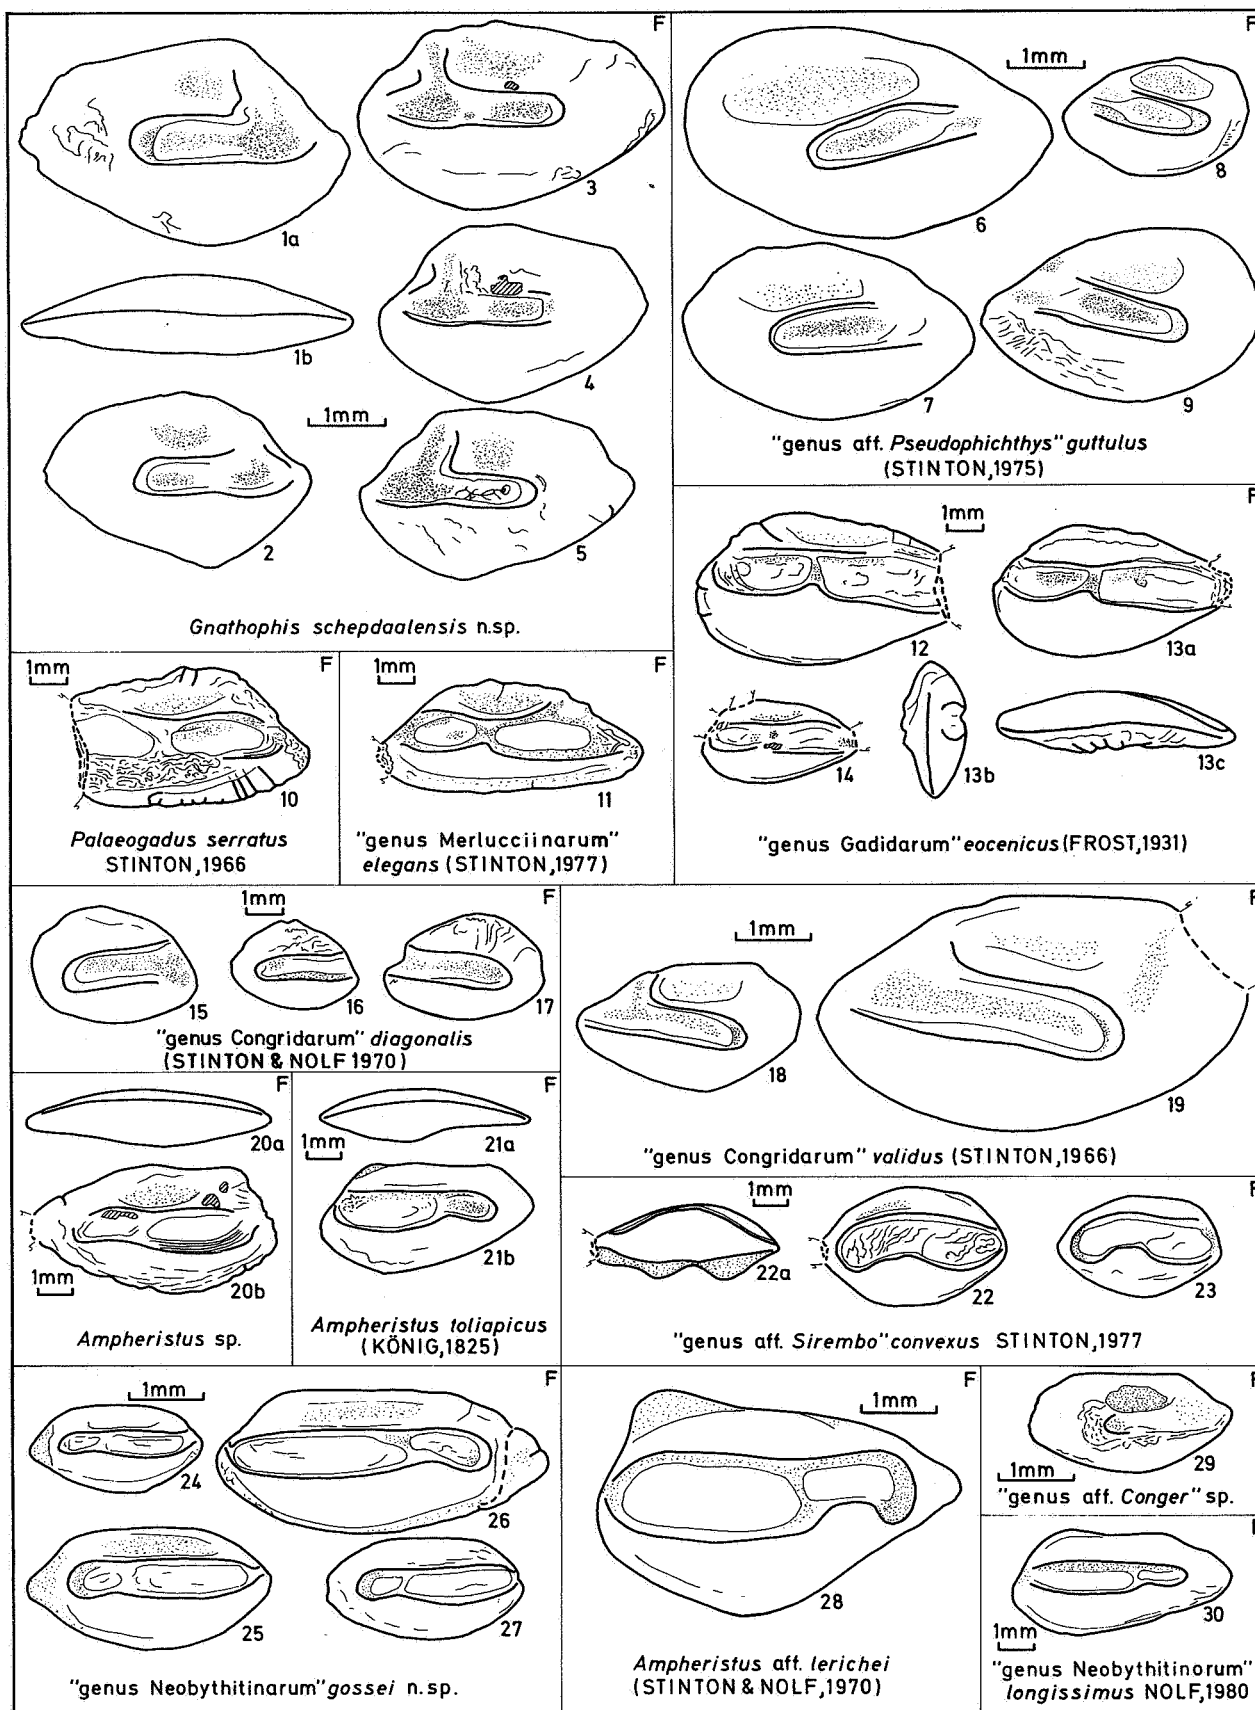 F
1a
3
1b
4
1mm
2
5
Gnathophis schepdaalensis n.sp.
F
1mm
6
8
7
9
"genus aff. Pseudophichthys" guttulus
(STINTON,1975)
F
1mm
12
13a
14
13b
13c
"genus Gadidarum" eocenicus (FROST,1931)
1mm
F
10
Palaeogadus serratus
STINTON,1966
1mm
F
11
"genus Merlucciinarum"
elegans (STINTON,1977)
1mm
F
15
16
17
"genus Congridarum" diagonalis
(STINTON & NOLF 1970)
F
1mm
18
19
"genus Congridarum" validus (STINTON,1966)
F
20a
1mm
20b
Ampheristus sp.
F
21a
1mm
21b
Ampheristus toliapicus
(KÖNIG,1825)
1mm
F
22a
22
23
"genus aff. Sirembo" convexus STINTON,1977
1mm
F
24
26
25
27
"genus Neobythitinarum" gossei n.sp.
F
1mm
28
Ampheristus aff. lerichei
(STINTON & NOLF,1970)
F
29
1mm
"genus aff. Conger" sp.
30
1mm
"genus Neobythitinorum"
longissimus NOLF,1980